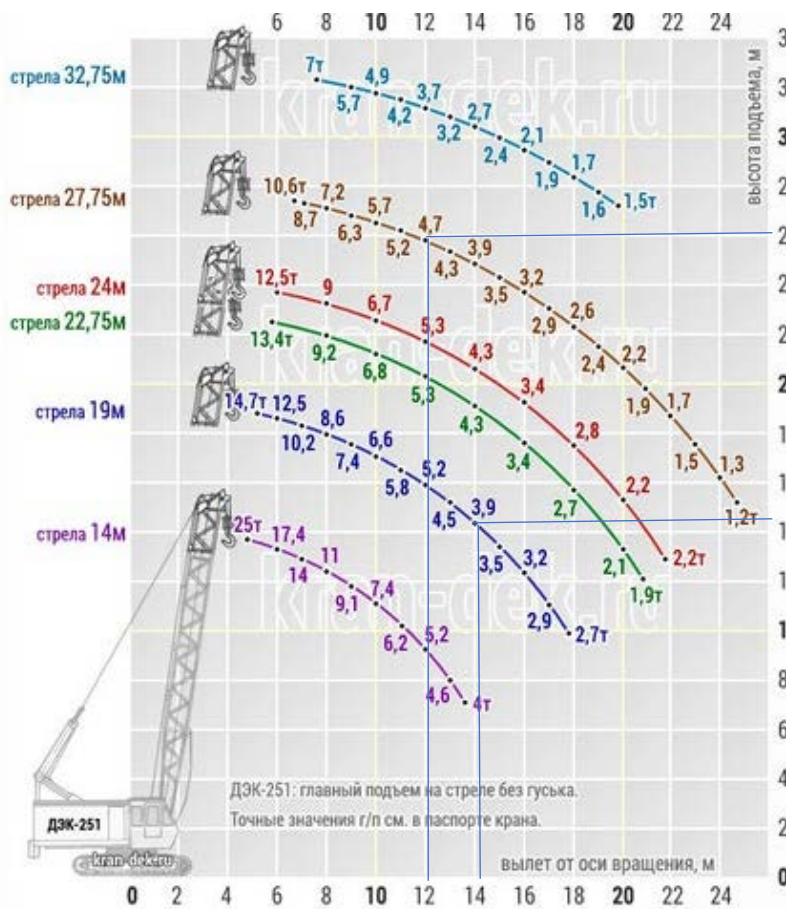 6 8 10 12 14 16 18 20 22 24
стрела 32,75м
7т 4,9 3,7 2,7 2,1 1,7 1,5т
5,7 4,2 3,2 2,4 1,9 1,6
высота подъема, м
стрела 27,75м
10,6т 7,2 5,7 4,7 3,9 3,2 2,6 2,2 1,7 1,3
8,7 6,3 5,2 4,3 3,5 2,9 2,4 1,9 1,5 1,2т
стрела 24м
12,5т 9 6,7 5,3 4,3 3,4 2,8 2,2 2,2т
стрела 22,75м
13,4т 9,2 6,8 5,3 4,3 3,4 2,7 2,1 1,9т
стрела 19м
14,7т 12,5 8,6 6,6 5,2 3,9 3,2
10,2 7,4 5,8 4,5 3,5 2,9 2,7т
стрела 14м
25т 17,4 11 7,4 5,2
14 9,1 6,2 4,6 4т
kran-dek.ru
kran-dek.ru
kran-dek.ru
8
6
4
2
0
ДЭК-251: главный подъем на стреле без гуська.
ДЭК-251
Точные значения г/п см. в паспорте крана.
kran-dek.ru
вылет от оси вращения, м
0 2 4 6 8 10 12 14 16 18 20 22 24